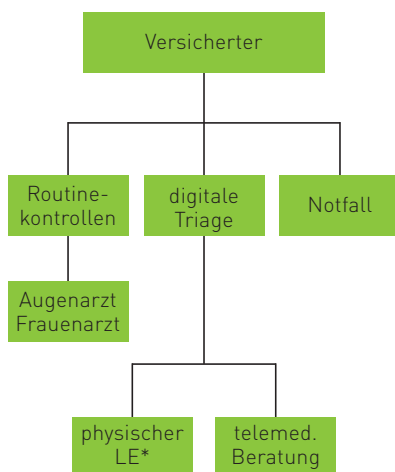 Versicherter
Routine-
kontrollen
digitale
Triage
Notfall
Augenarzt
Frauenarzt
physischer
LE*
telemed.
Beratung